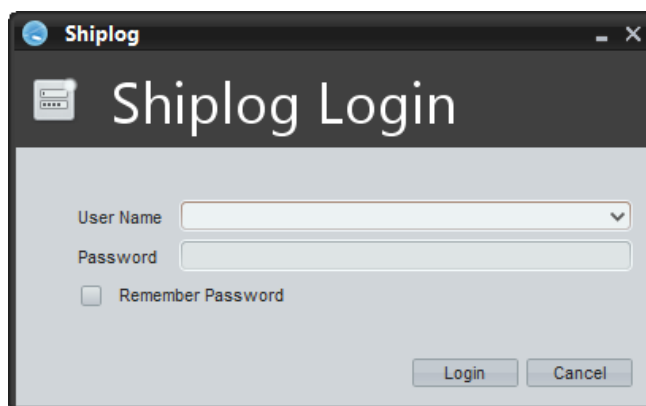 Shiplog
Shiplog Login
User Name
Password
Remember Password
Login Cancel